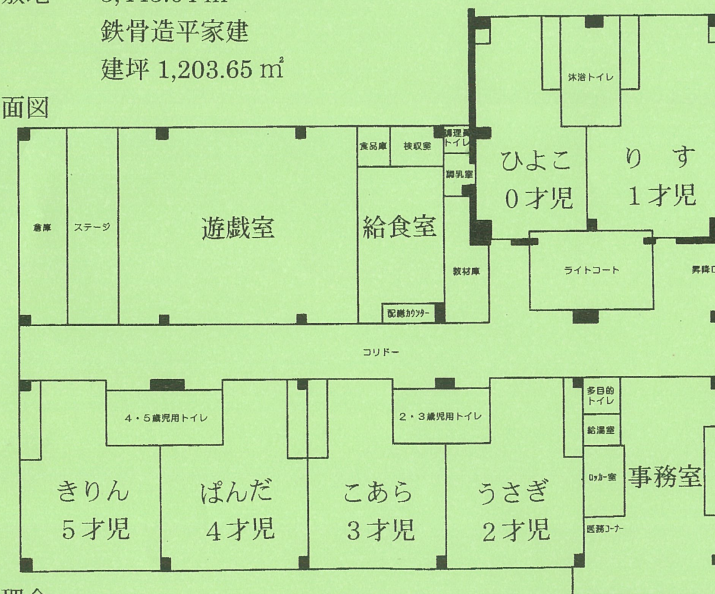 鉄骨造平家建
建坪 1,203.65 ㎡
面図
沐浴トイレ
食品庫
検収室
調理員
トイレ
調乳室
ひよこ
0才児
りす
1才児
倉庫
ステージ
遊戯室
給食室
教材庫
ライトコート
配膳カウンター
コリドー
4・5歳児用トイレ
2・3歳児用トイレ
多目的
トイレ
給湯室
ロッカー室
事務室
医務コーナー
きりん
5才児
ぱんだ
4才児
こあら
3才児
うさぎ
2才児